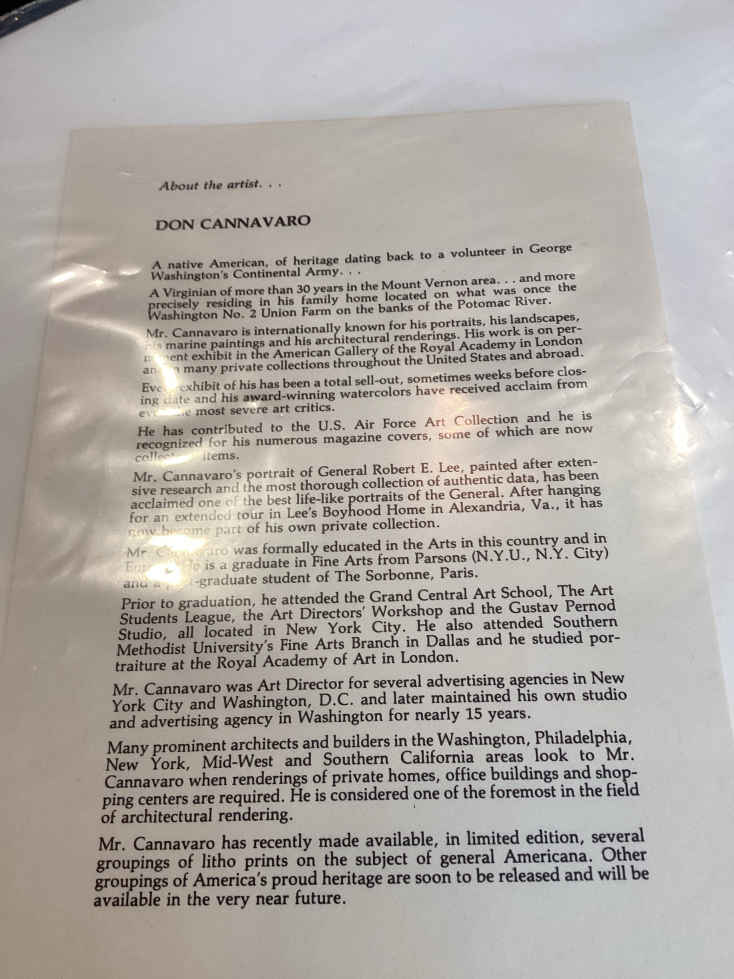 About the artist. . .
DON CANNAVARO
A native American, of heritage dating back to a volunteer in George
Washington's Continental Army. . .
A Virginian of more than 30 years in the Mount Vernon area. . . and more
precisely residing in his family home located on what was once the
Washington No. 2 Union Farm on the banks of the Potomac River.
Mr. Cannavaro is internationally known for his portraits, his landscapes,
his marine paintings and his architectural renderings. His work is on per-
manent exhibit in the American Gallery of the Royal Academy in London
and in many private collections throughout the United States and abroad.
Every exhibit of his has been a total sell-out, sometimes weeks before clos-
ing date and his award-winning watercolors have received acclaim from
most severe art critics.
He has contributed to the U.S. Air Force Art Collection and he is
recognized for his numerous magazine covers, some of which are now
items.
Mr. Cannavaro's portrait of General Robert E. Lee, painted after exten-
sive research and the most thorough collection of authentic data, has been
acclaimed one of the best life-like portraits of the General. After hanging
for an extended tour in Lee's Boyhood Home in Alexandria, Va., it has
now become part of his own private collection.
Mr. Cannavaro was formally educated in the Arts in this country and in
He is a graduate in Fine Arts from Parsons (N.Y.U., N.Y. City)
and a -graduate student of The Sorbonne, Paris.
Prior to graduation, he attended the Grand Central Art School, The Art
Students League, the Art Directors' Workshop and the Gustav Pernod
Studio, all located in New York City. He also attended Southern
Methodist University's Fine Arts Branch in Dallas and he studied por-
traiture at the Royal Academy of Art in London.
Mr. Cannavaro was Art Director for several advertising agencies in New
York City and Washington, D.C. and later maintained his own studio
and advertising agency in Washington for nearly 15 years.
Many prominent architects and builders in the Washington, Philadelphia,
New York, Mid-West and Southern California areas look to Mr.
Cannavaro when renderings of private homes, office buildings and shop-
ping centers are required. He is considered one of the foremost in the field
of architectural rendering.
Mr. Cannavaro has recently made available, in limited edition, several
groupings of litho prints on the subject of general Americana. Other
groupings of America's proud heritage are soon to be released and will be
available in the very near future.